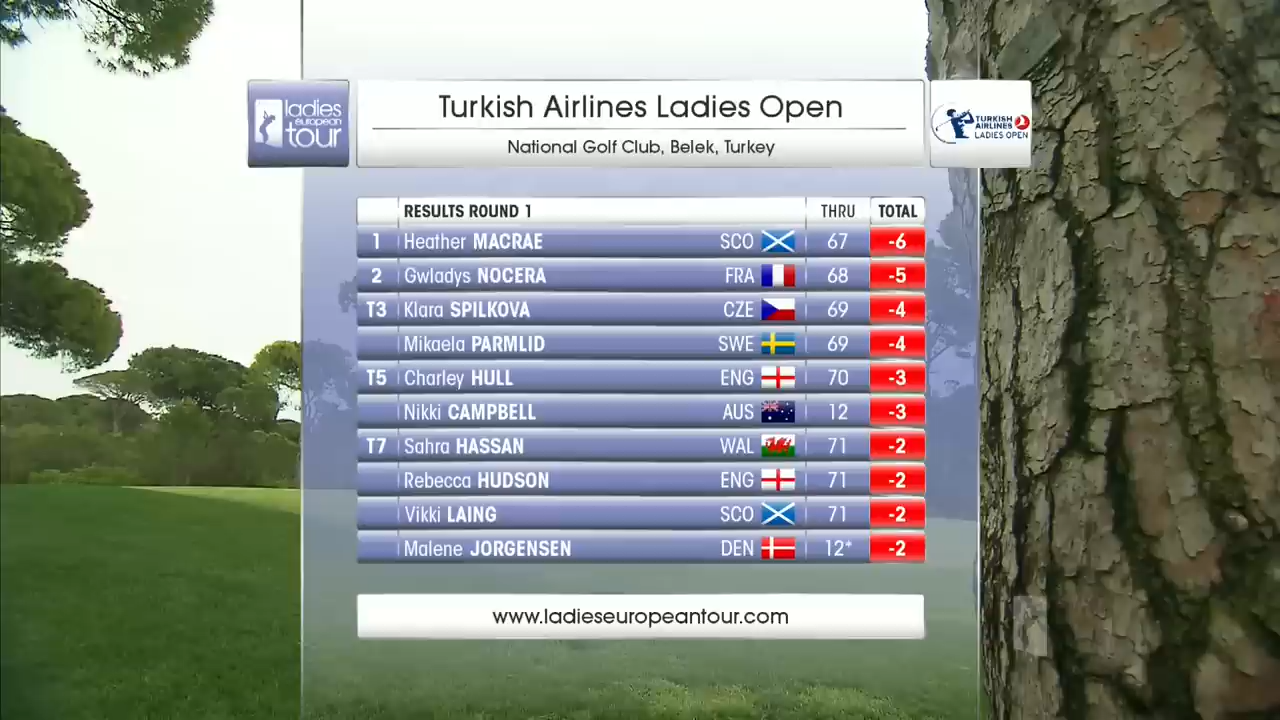 ladies european tour
Turkish Airlines Ladies Open
National Golf Club, Belek, Turkey
TURKISH AIRLINES LADIES OPEN
RESULTS ROUND 1 THRU TOTAL
1 Heather MACRAE SCO 67 -6
2 Gwladys NOCERA FRA 68 -5
T3 Klara SPILKOVA CZE 69 -4
Mikaela PARMLID SWE 69 -4
T5 Charley HULL ENG 70 -3
Nikki CAMPBELL AUS 12 -3
T7 Sahra HASSAN WAL 71 -2
Rebecca HUDSON ENG 71 -2
Vikki LAING SCO 71 -2
Malene JORGENSEN DEN 12* -2
www.ladieseuropeantour.com